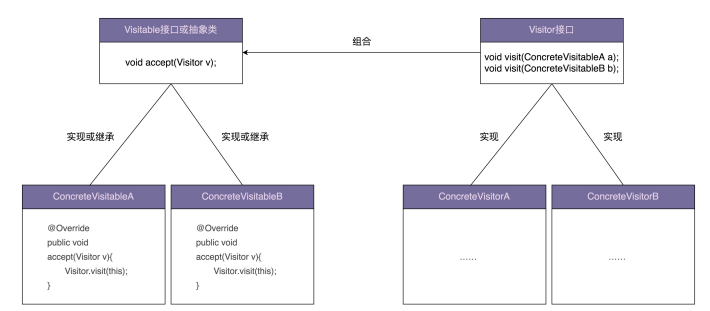 Visitable接口或抽象类
void accept(Visitor v);
组合
Visitor接口
void visit(ConcreteVisitableA a);
void visit(ConcreteVisitableB b);
实现或继承
实现或继承
实现
实现
ConcreteVisitableA
@Override
public void
accept(Visitor v){
Visitor.visit(this);
}
ConcreteVisitableB
@Override
public void
accept(Visitor v){
Visitor.visit(this);
}
ConcreteVisitorA
……
ConcreteVisitorB
……